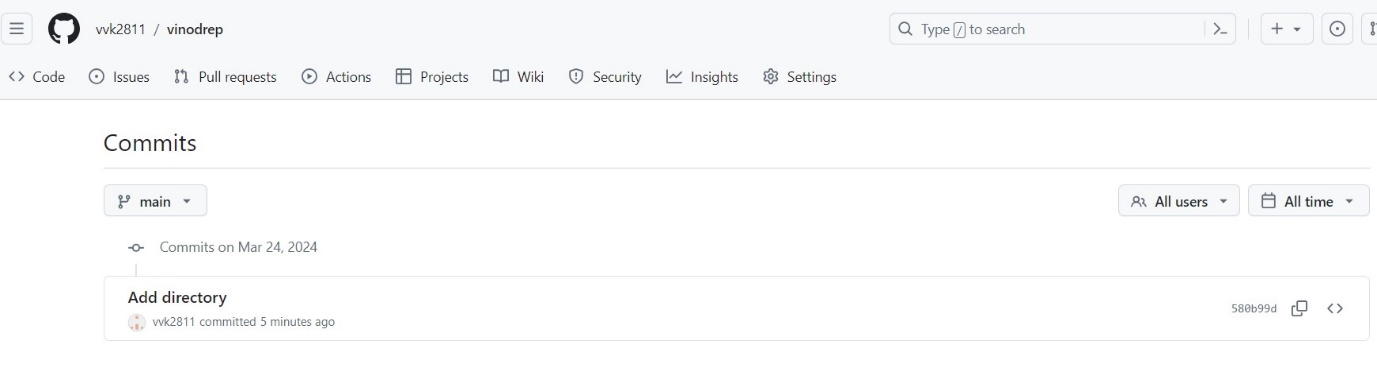 vvk2811 / vinodrep
Type / to search
Code Issues Pull requests Actions Projects Wiki Security Insights Settings
Commits
main All users All time
Commits on Mar 24, 2024
Add directory
vvk2811 committed 5 minutes ago
580b99d